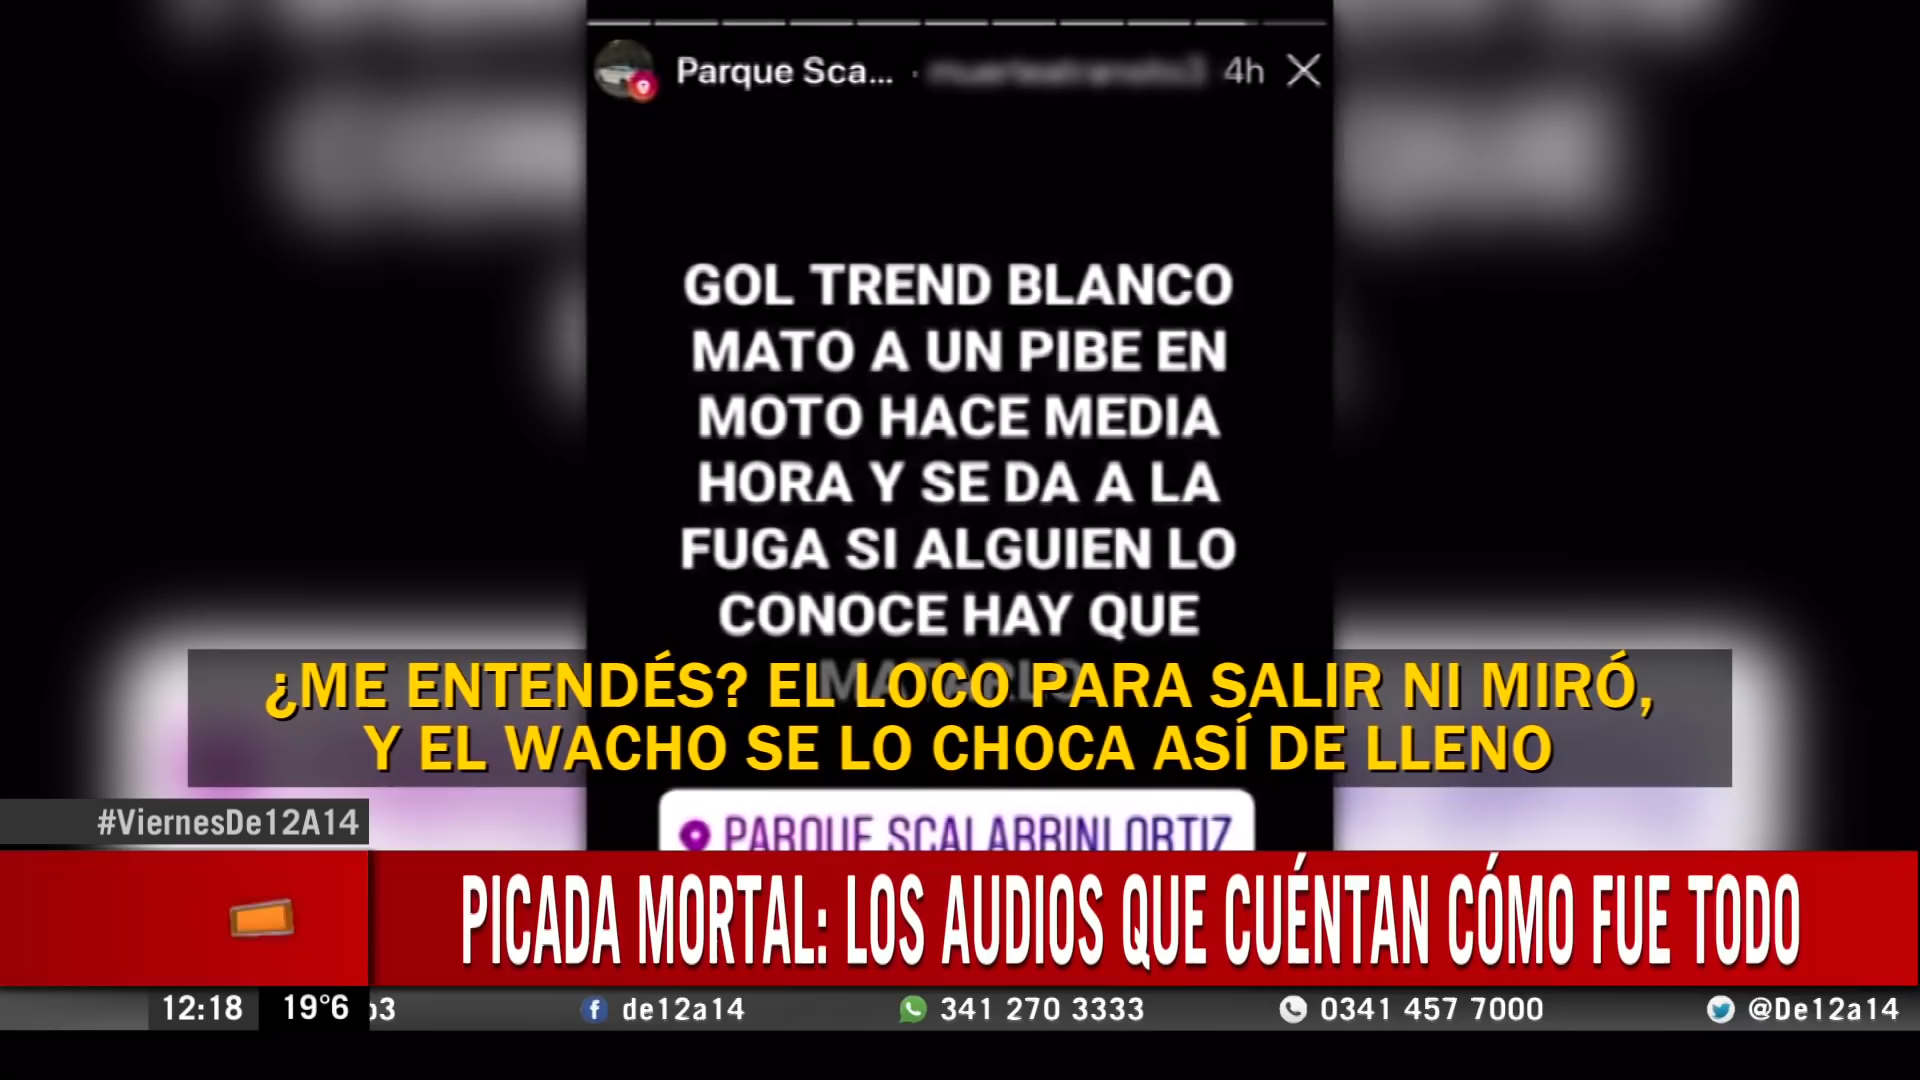 Parque Sca... · 4h
GOL TREND BLANCO
MATO A UN PIBE EN
MOTO HACE MEDIA
HORA Y SE DA A LA
FUGA SI ALGUIEN LO
CONOCE HAY QUE
MATARLO
¿ME ENTENDÉS? EL LOCO PARA SALIR NI MIRÓ,
Y EL WACHO SE LO CHOCA ASÍ DE LLENO
PARQUE SCALABRINI ORTIZ
#ViernesDe12A14
PICADA MORTAL: LOS AUDIOS QUE CUÉNTAN CÓMO FUE TODO
12:18 19°6 o3 de12a14 341 270 3333 0341 457 7000 @De12a14